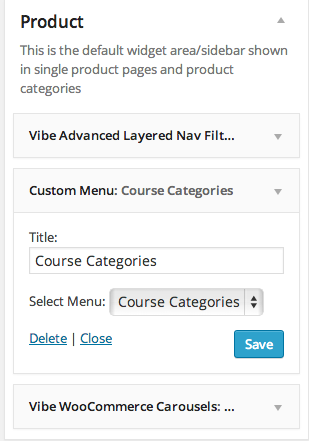 Product
This is the default widget area/sidebar shown
in single product pages and product
categories
Vibe Advanced Layered Nav Filt...
Custom Menu: Course Categories
Title:
Course Categories
Select Menu: Course Categories
Delete | Close
Save
Vibe WooCommerce Carousels: ...